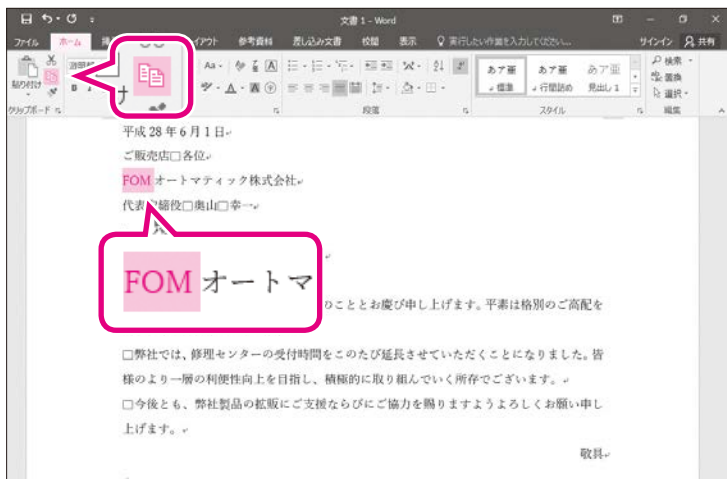 文書 1 - Word
ファイル ホーム 挿 イアウト 参考資料 差し込み文書 校閲 表示 実行したい作業を入力してください... サインイン 共有
貼り付け
B
Aa
A
あア亜 あア亜 あア亜
標準 行間詰め 見出し 1
検索
置換
選択
クリップボード 段落 スタイル 編集
平成 28 年 6 月 1 日
ご販売店□各位
FOM オートマティック株式会社
代表 締役□奥山□幸一
FOM オートマ
のこととお慶び申し上げます。平素は格別のご高配を
□弊社では、修理センターの受付時間をこのたび延長させていただくことになりました。皆
様のより一層の利便性向上を目指し、積極的に取り組んでいく所存でございます。
□今後とも、弊社製品の拡販にご支援ならびにご協力を賜りますようよろしくお願い申し
上げます。
敬具